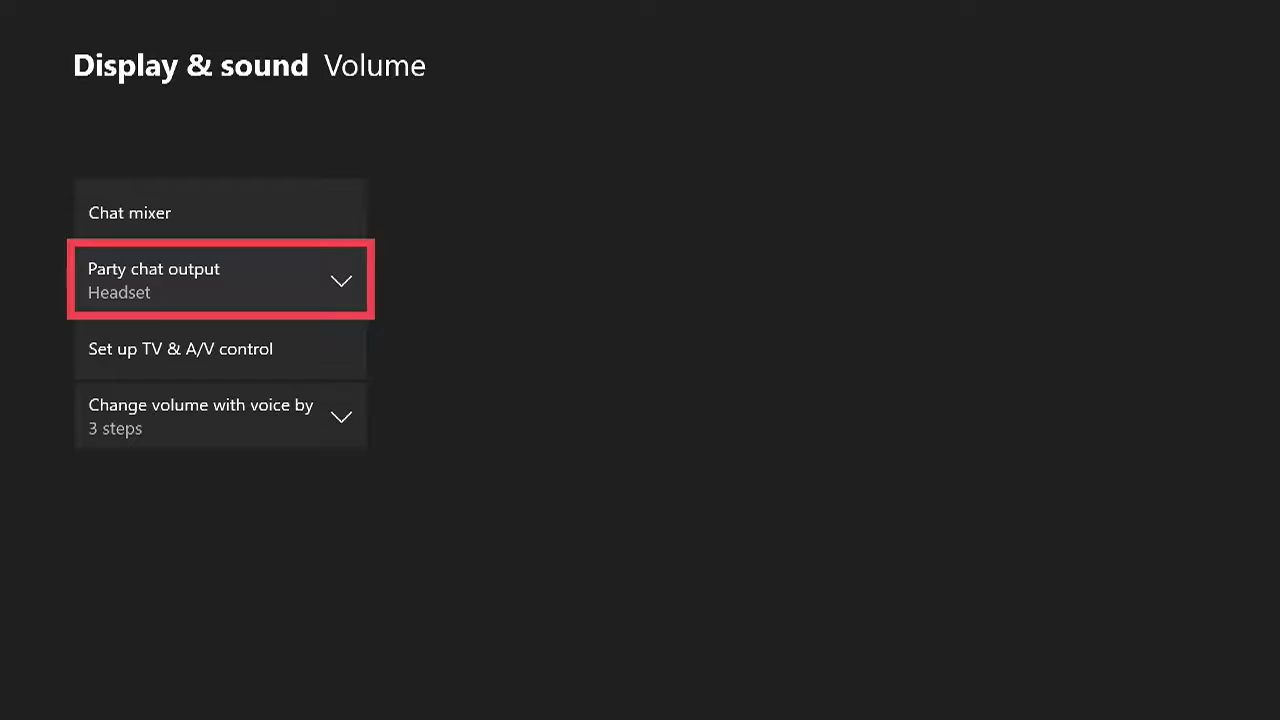 Display & sound Volume
Chat mixer
Party chat output
Headset
Set up TV & A/V control
Change volume with voice by
3 steps